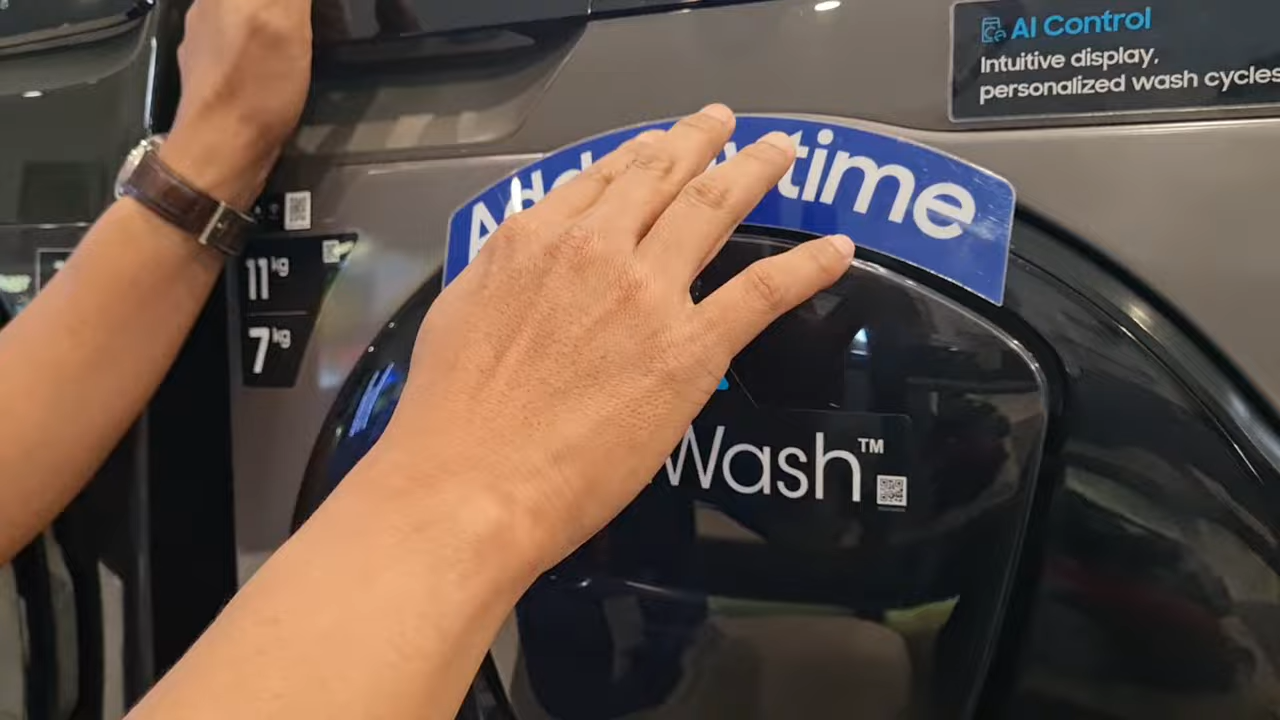 AI Control
Intuitive display,
personalized wash cycles
time
11kg
7kg
Wash™